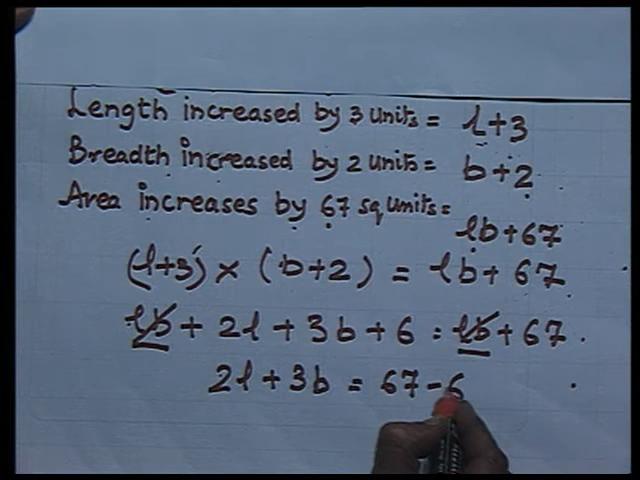 Length increased by 3 units = l+3
Breadth increased by 2 units = b+2
Area increases by 67 sq units =
lb+67
(l+3) × (b+2) = lb+ 67
lb + 2l + 3b + 6 = lb + 67
2l + 3b = 67 - 6